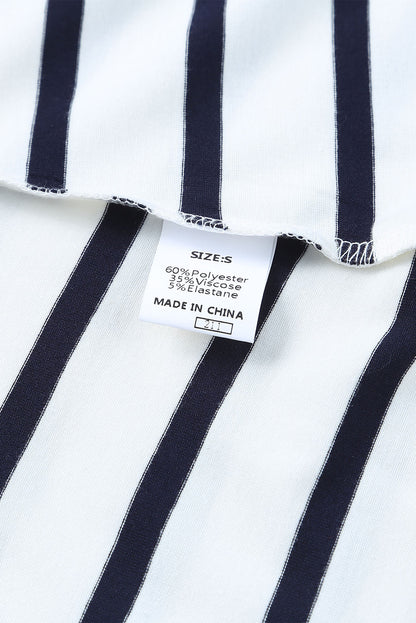 SIZE:S
60%Polyester
35%Viscose
5%Elastane
MADE IN CHINA
211